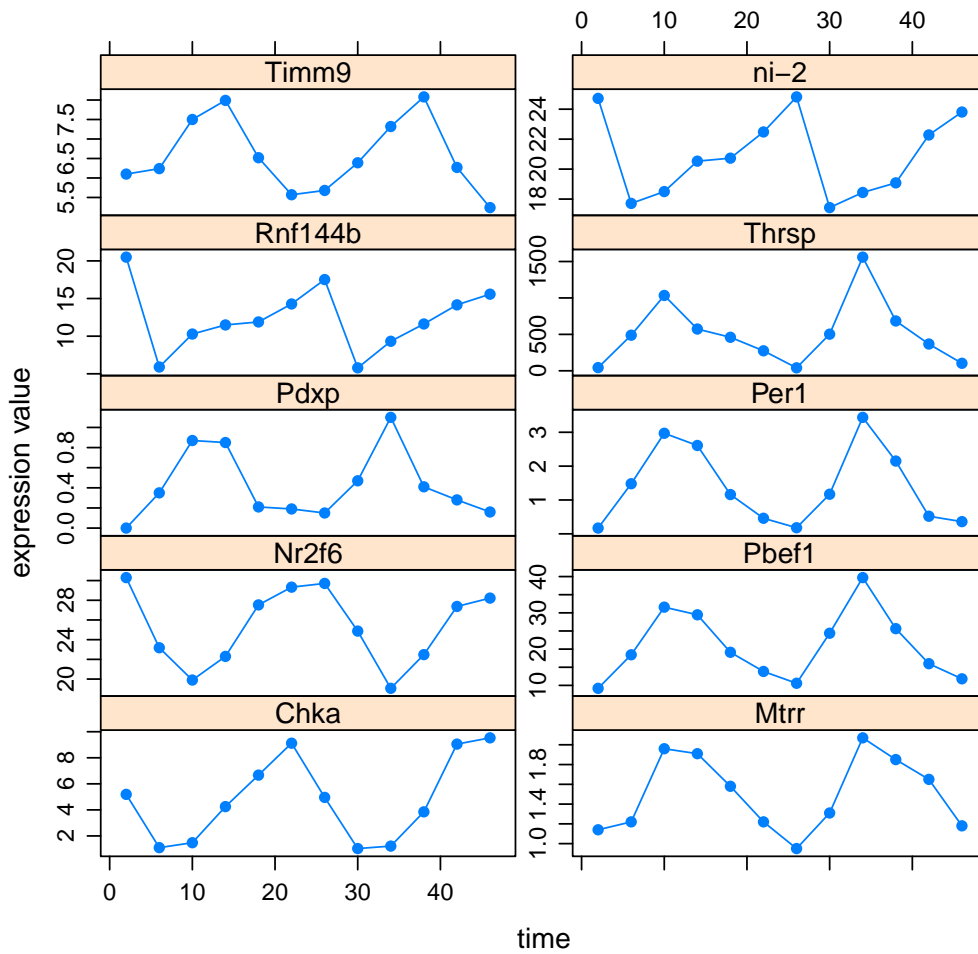 0 10 20 30 40
Timm9
ni−2
5.5 6.5 7.5
18 20 22 24
Rnf144b
Thrsp
10 15 20
0 500 1500
Pdxp
Per1
0.0 0.4 0.8
1 2 3
Nr2f6
Pbef1
20 24 28
10 20 30 40
Chka
Mtrr
2 4 6 8
1.0 1.4 1.8
0 10 20 30 40
time
expression value